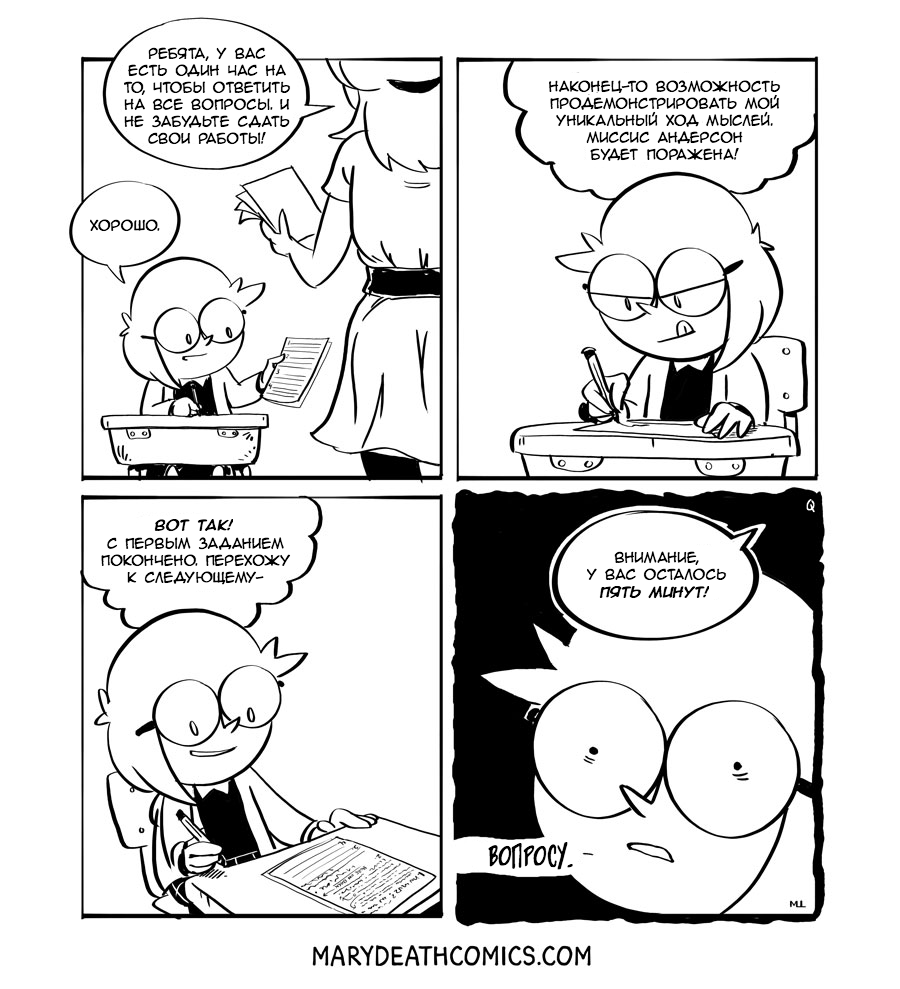 РЕБЯТА, У ВАС
ЕСТЬ ОДИН ЧАС НА
ТО, ЧТОБЫ ОТВЕТИТЬ
НА ВСЕ ВОПРОСЫ. И
НЕ ЗАБУДЬТЕ СДАТЬ
СВОИ РАБОТЫ!
ХОРОШО.
НАКОНЕЦ-ТО ВОЗМОЖНОСТЬ
ПРОДЕМОНСТРИРОВАТЬ МОЙ
УНИКАЛЬНЫЙ ХОД МЫСЛЕЙ.
МИССИС АНДЕРСОН
БУДЕТ ПОРАЖЕНА!
ВОТ ТАК!
С ПЕРВЫМ ЗАДАНИЕМ
ПОКОНЧЕНО. ПЕРЕХОЖУ
К СЛЕДУЮЩЕМУ-
Q
ВНИМАНИЕ,
У ВАС ОСТАЛОСЬ
ПЯТЬ МИНУТ!
ВОПРОСУ.
MARYDEATHCOMICS.COM